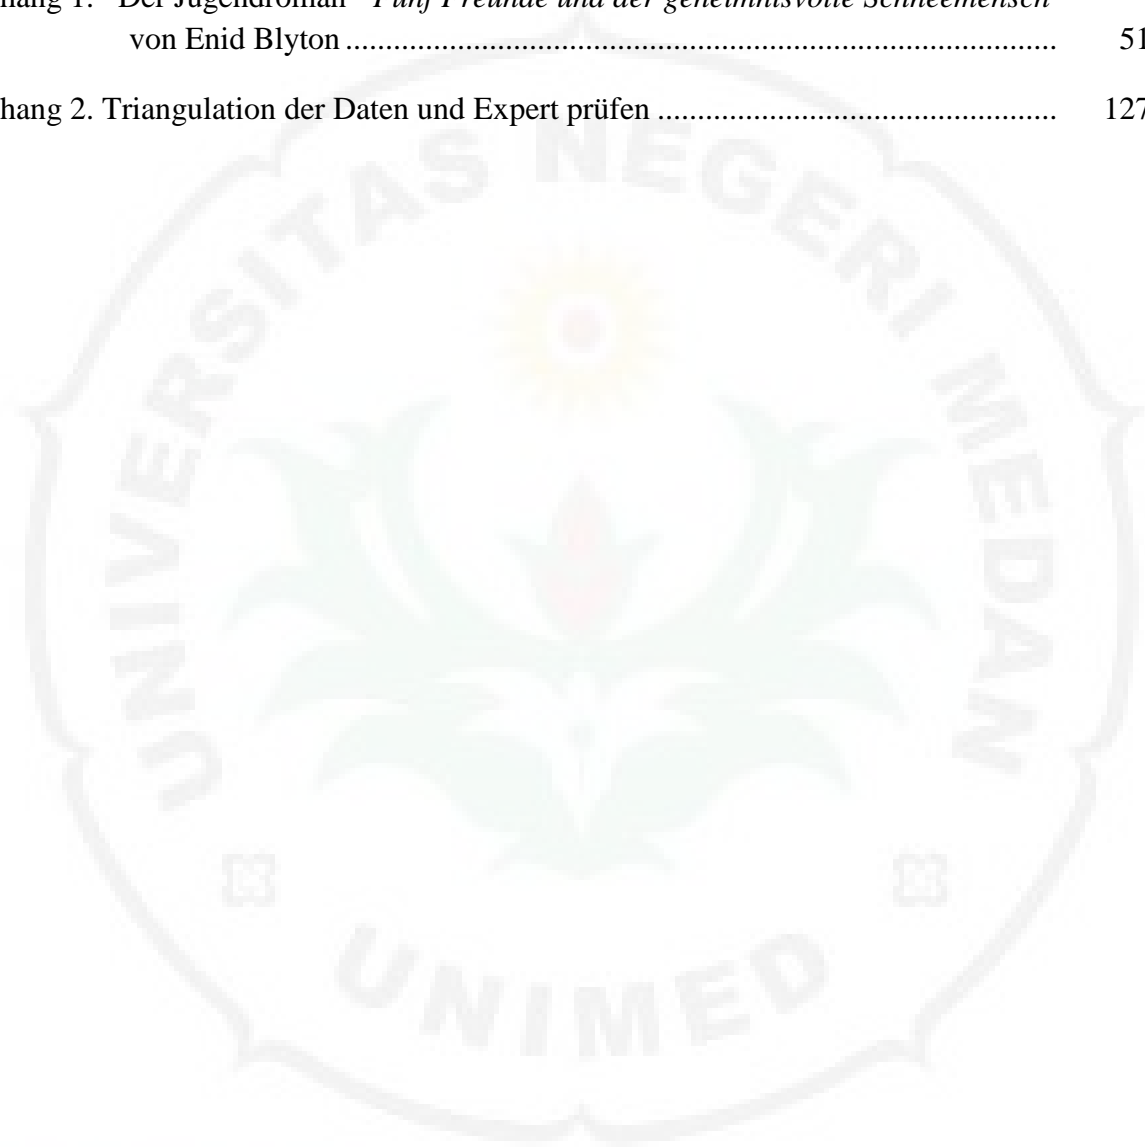 hang 1. Der Jugendroman "Fünf Freunde und der geheimnisvolle Schneemensch"
von Enid Blyton ......................................................................................... 51
hang 2. Triangulation der Daten und Expert prüfen .................................................. 127
UNIVERSITAS NEGERI MEDAN
UNIMED